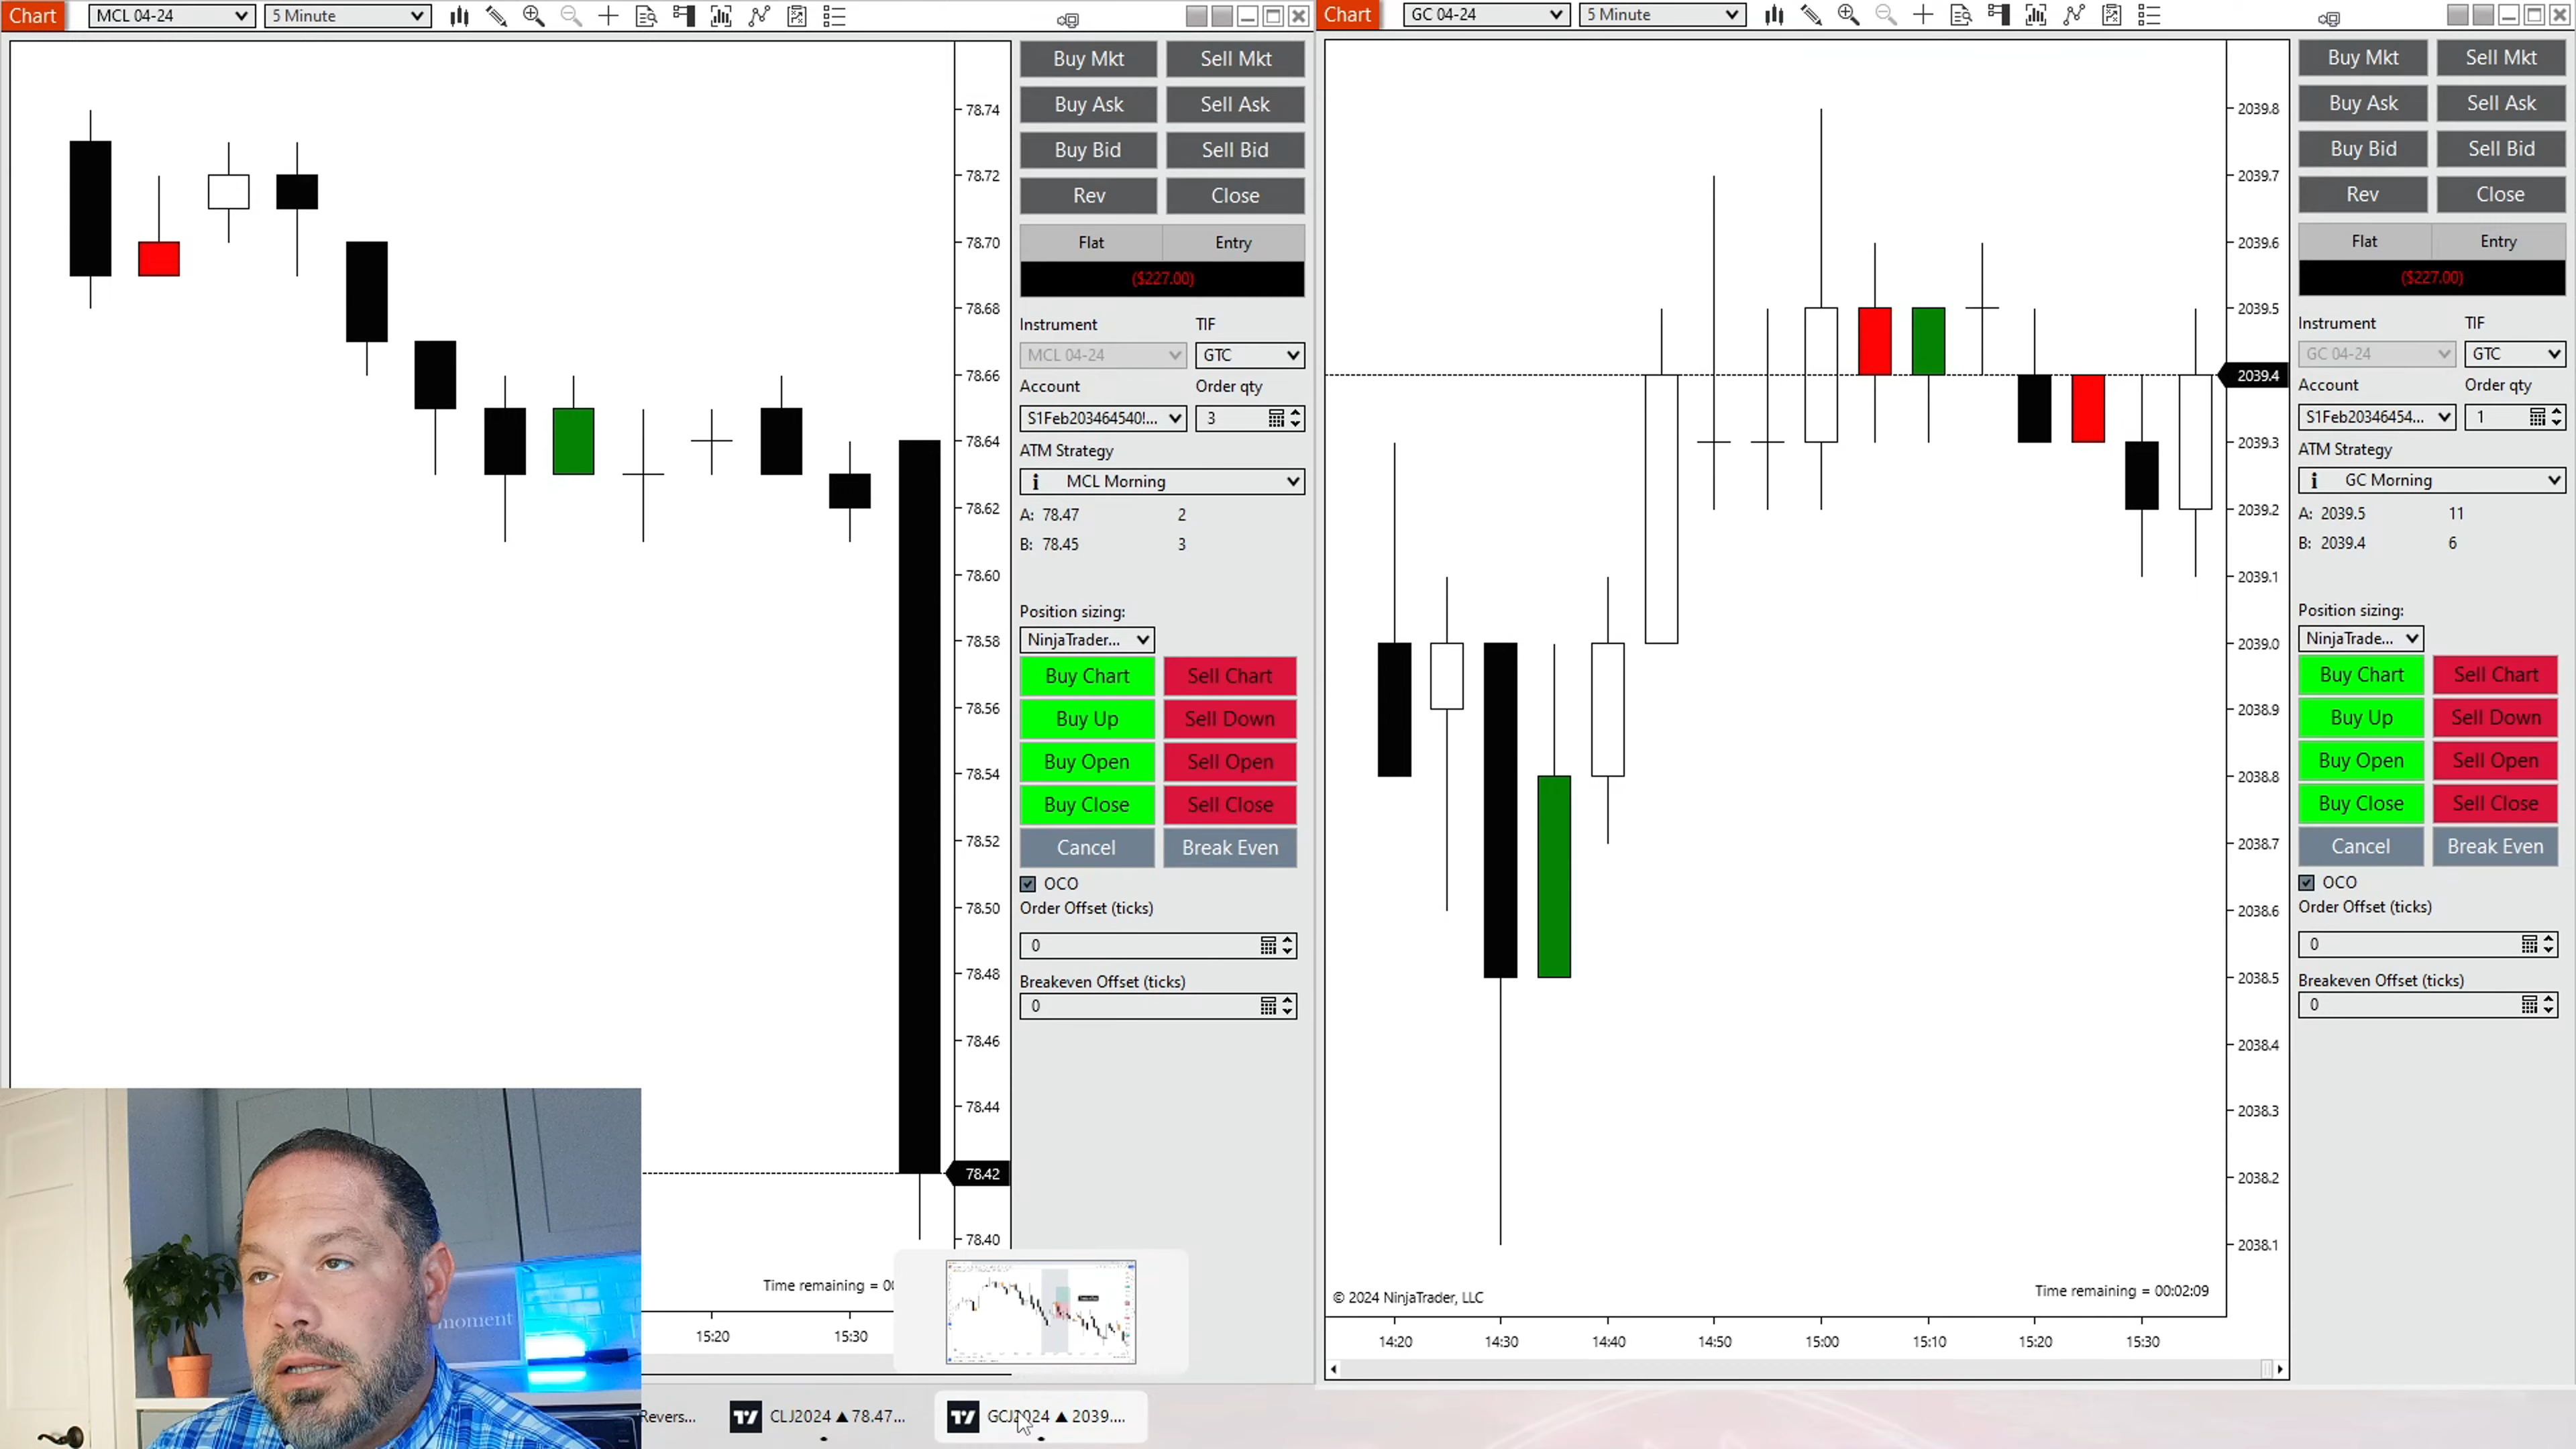 Chart MCL 04-24 5 Minute
78.74
78.72
78.70
78.68
78.66
78.64
78.62
78.60
78.58
78.56
78.54
78.52
78.50
78.48
78.46
78.44
78.42
78.40
Time remaining = 00
15:20 15:30
Buy Mkt Sell Mkt
Buy Ask Sell Ask
Buy Bid Sell Bid
Rev Close
Flat Entry
($227.00)
Instrument TIF
MCL 04-24 GTC
Account Order qty
S1Feb203464540!... 3
ATM Strategy
i MCL Morning
A: 78.47 2
B: 78.45 3
Position sizing:
NinjaTrader...
Buy Chart Sell Chart
Buy Up Sell Down
Buy Open Sell Open
Buy Close Sell Close
Cancel Break Even
OCO
Order Offset (ticks)
0
Breakeven Offset (ticks)
0
Chart GC 04-24 5 Minute
2039.8
2039.7
2039.6
2039.5
2039.4
2039.3
2039.2
2039.1
2039.0
2038.9
2038.8
2038.7
2038.6
2038.5
2038.4
2038.3
2038.2
2038.1
© 2024 NinjaTrader, LLC
Time remaining = 00:02:09
14:20 14:30 14:40 14:50 15:00 15:10 15:20 15:30
Buy Mkt Sell Mkt
Buy Ask Sell Ask
Buy Bid Sell Bid
Rev Close
Flat Entry
($227.00)
Instrument TIF
GC 04-24 GTC
Account Order qty
S1Feb20346454... 1
ATM Strategy
i GC Morning
A: 2039.5 11
B: 2039.4 6
Position sizing:
NinjaTrade...
Buy Chart Sell Chart
Buy Up Sell Down
Buy Open Sell Open
Buy Close Sell Close
Cancel Break Even
OCO
Order Offset (ticks)
0
Breakeven Offset (ticks)
0
moment
Revers... CLJ2024 ▲ 78.47... GCJ2024 ▲ 2039....